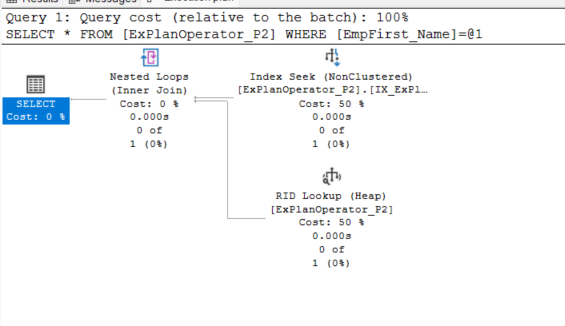 Query 1: Query cost (relative to the batch): 100%
SELECT * FROM [ExPlanOperator_P2] WHERE [EmpFirst_Name]=@1
SELECT
Cost: 0 %
Nested Loops
(Inner Join)
Cost: 0 %
0.000s
0 of
1 (0%)
Index Seek (NonClustered)
[ExPlanOperator_P2].[IX_ExPl…
Cost: 50 %
0.000s
0 of
1 (0%)
RID Lookup (Heap)
[ExPlanOperator_P2]
Cost: 50 %
0.000s
0 of
1 (0%)